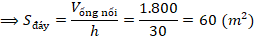 ⟹ S_đáy = V_ống nối / h = 1.800 / 30 = 60 (m²)